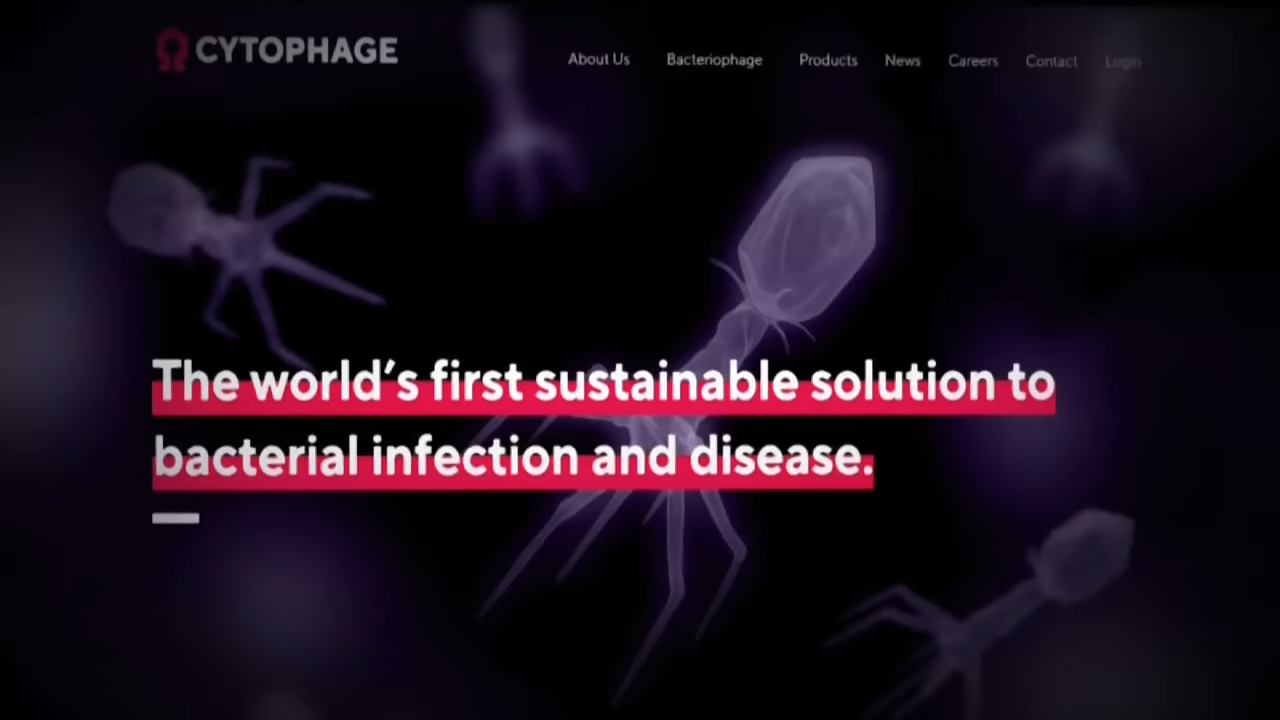 CYTOPHAGE
About Us Bacteriophage Products News Careers Contact Login
The world's first sustainable solution to
bacterial infection and disease.